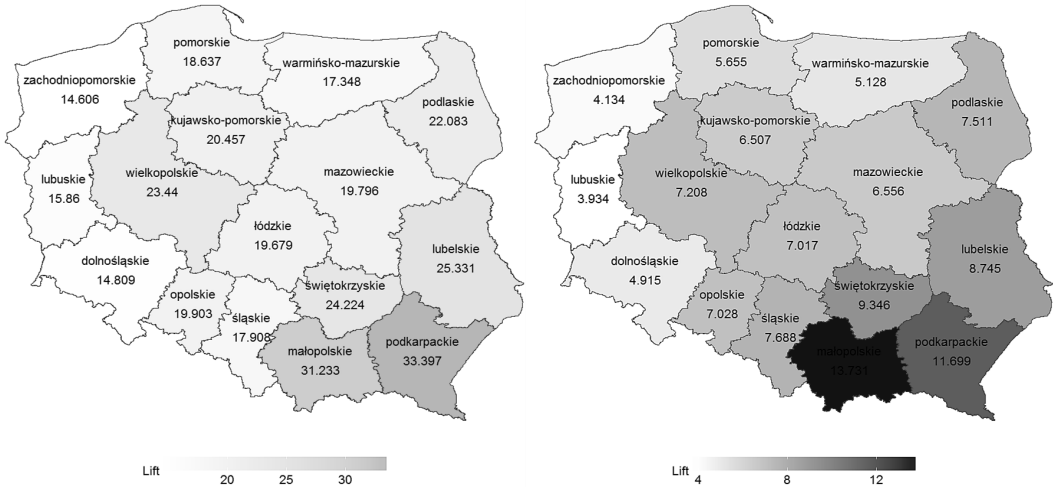 pomorskie
18.637
warmińsko-mazurskie
17.348
zachodniopomorskie
14.606
podlaskie
22.083
kujawsko-pomorskie
20.457
wielkopolskie
23.44
mazowieckie
19.796
lubuskie
15.86
łódzkie
19.679
lubelskie
25.331
dolnośląskie
14.809
opolskie
19.903
śląskie
17.908
świętokrzyskie
24.224
małopolskie
31.233
podkarpackie
33.397
Lift
20 25 30
pomorskie
5.655
warmińsko-mazurskie
5.128
zachodniopomorskie
4.134
podlaskie
7.511
kujawsko-pomorskie
6.507
wielkopolskie
7.208
mazowieckie
6.556
lubuskie
3.934
łódzkie
7.017
lubelskie
8.745
dolnośląskie
4.915
opolskie
7.028
śląskie
7.688
świętokrzyskie
9.346
małopolskie
13.731
podkarpackie
11.699
Lift
4 8 12